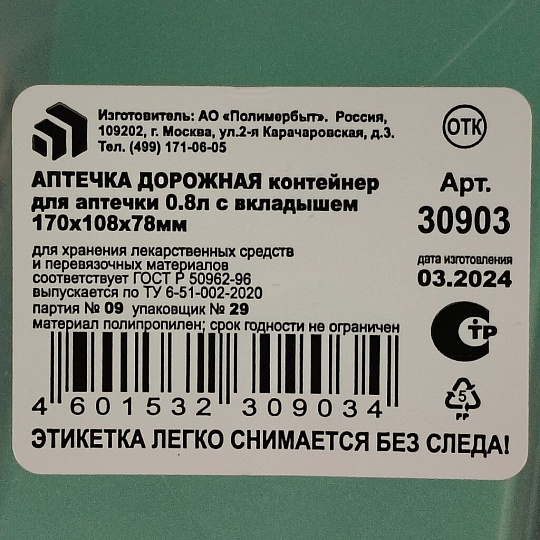 Изготовитель: АО «Полимербыт». Россия,
109202, г. Москва, ул.2-я Карачаровская, д.3.
Тел. (499) 171-06-05
ОТК
АПТЕЧКА ДОРОЖНАЯ контейнер
для аптечки 0.8л с вкладышем
170х108х78мм
Арт.
30903
для хранения лекарственных средств
и перевязочных материалов
соответствует ГОСТ Р 50962-96
выпускается по ТУ 6-51-002-2020
партия № 09 упаковщик № 29
материал полипропилен; срок годности не ограничен
дата изготовления
03.2024
СТР
5
PP
4 601532 309034
ЭТИКЕТКА ЛЕГКО СНИМАЕТСЯ БЕЗ СЛЕДА!